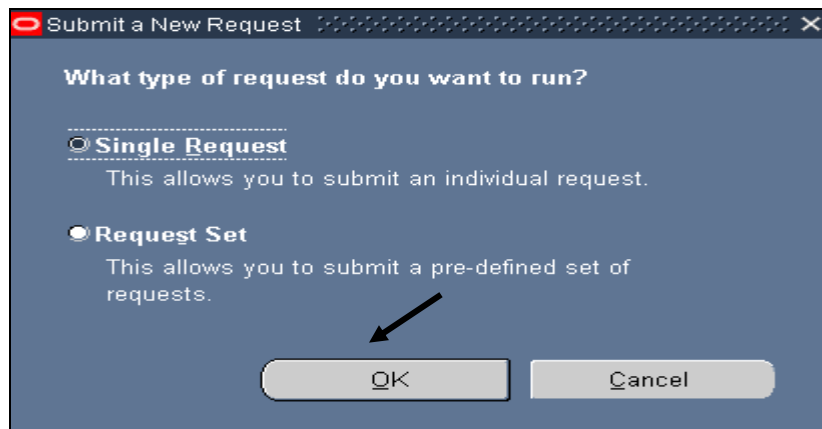 Submit a New Request
What type of request do you want to run?
Single Request
This allows you to submit an individual request.
Request Set
This allows you to submit a pre-defined set of
requests.
OK Cancel